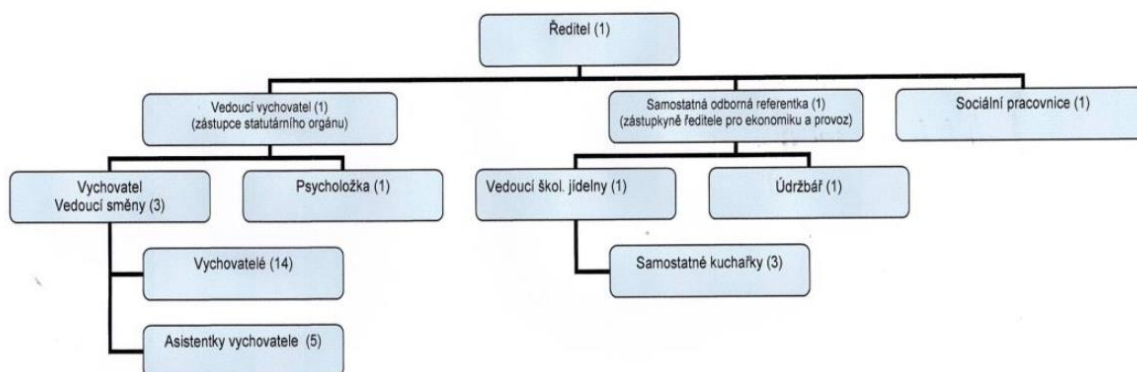 Ředitel (1)
Vedoucí vychovatel (1)
(zástupce statutárního orgánu)
Samostatná odborná referentka (1)
(zástupkyně ředitele pro ekonomiku a provoz)
Sociální pracovnice (1)
Vychovatel
Vedoucí směny (3)
Psycholožka (1)
Vedoucí škol. jídelny (1)
Údržbář (1)
Vychovatelé (14)
Samostatné kuchařky (3)
Asistentky vychovatele (5)